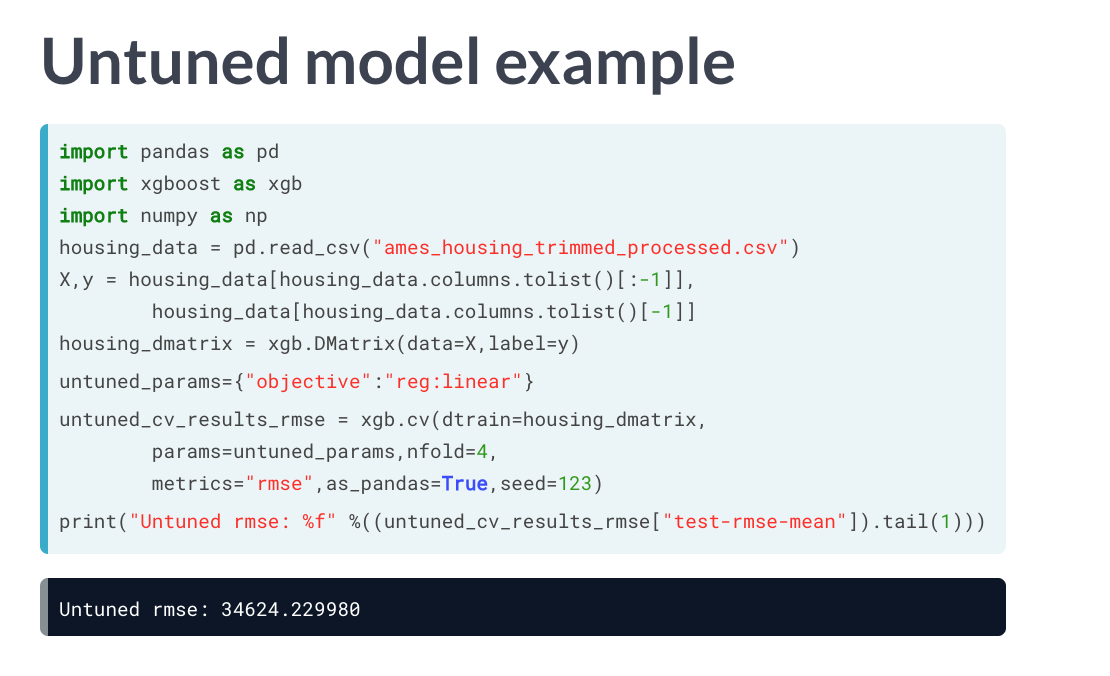 Untuned model example
import pandas as pd
import xgboost as xgb
import numpy as np
housing_data = pd.read_csv("ames_housing_trimmed_processed.csv")
X,y = housing_data[housing_data.columns.tolist()[:-1]],
        housing_data[housing_data.columns.tolist()[-1]]
housing_dmatrix = xgb.DMatrix(data=X,label=y)
untuned_params={"objective":"reg:linear"}
untuned_cv_results_rmse = xgb.cv(dtrain=housing_dmatrix,
        params=untuned_params,nfold=4,
        metrics="rmse",as_pandas=True,seed=123)
print("Untuned rmse: %f" %((untuned_cv_results_rmse["test-rmse-mean"]).tail(1)))
Untuned rmse: 34624.229980